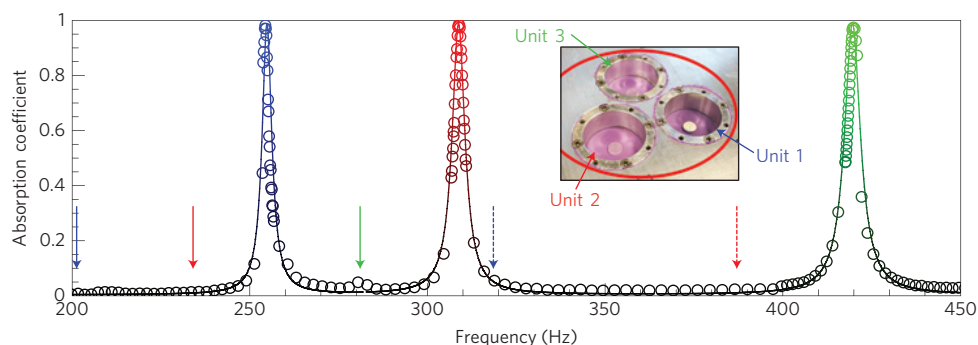 1
0.8
0.6
0.4
0.2
0
Absorption coefficient
200
250
300
350
400
450
Frequency (Hz)
Unit 3
Unit 1
Unit 2